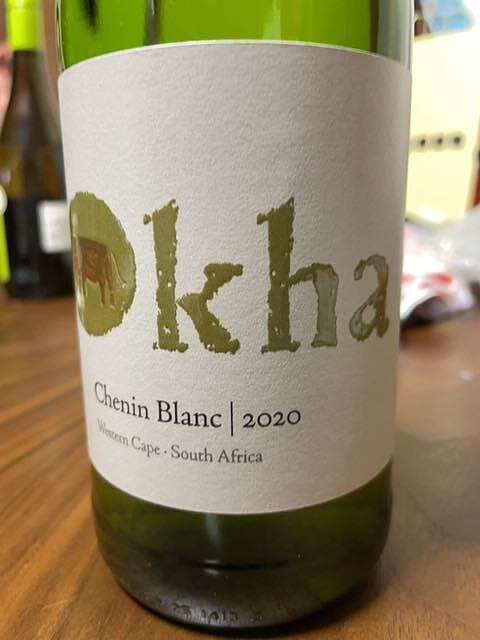 Okha
Chenin Blanc | 2020
Western Cape · South Africa